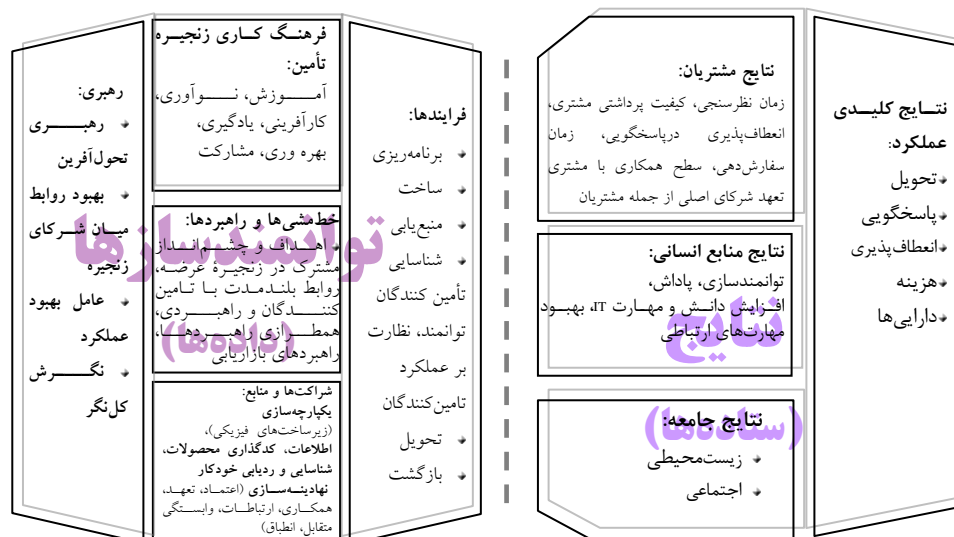 رهبری:
رهبری
تحول‌آفرین
بهبود روابط
میان شرکای
زنجیره
عامل بهبود
عملکرد
نگرش
کل‌نگر
فرهنگ کاری زنجیره
تأمین:
آموزش، نوآوری،
کارآفرینی، یادگیری،
بهره وری، مشارکت
خط‌مشی‌ها و راهبردها:
اهداف و چشم‌انداز
مشترک در زنجیرۀ عرضه،
روابط بلندمدت با تامین
کنندگان و راهبردی،
همطرازی راهبردها،
راهبردهای بازاریابی
شراکت‌ها و منابع:
یکپارچه‌سازی
(زیرساخت‌های فیزیکی)،
اطلاعات، کدگذاری محصولات،
شناسایی و ردیابی خودکار
نهادینه‌سازی (اعتماد، تعهد،
همکاری، ارتباطات، وابستگی
متقابل، انطباق)
فرایندها:
برنامه‌ریزی
ساخت
منبع‌یابی
شناسایی
تأمین کنندگان
توانمند، نظارت
بر عملکرد
تامین‌کنندگان
تحویل
بازگشت
توانمندسازها
(داده‌ها)
نتایج مشتریان:
زمان نظرسنجی، کیفیت پرداشتی مشتری،
انعطاف‌پذیری درپاسخگویی، زمان
سفارش‌دهی، سطح همکاری با مشتری
تعهد شرکای اصلی از جمله مشتریان
نتایج منابع انسانی:
توانمندسازی، پاداش،
افزایش دانش و مهارت IT، بهبود
مهارت‌های ارتباطی
نتایج جامعه:
زیست‌محیطی
اجتماعی
نتایج
(ستاده‌ها)
نتایج کلیدی
عملکرد:
تحویل
پاسخگویی
انعطاف‌پذیری
هزینه
دارایی‌ها